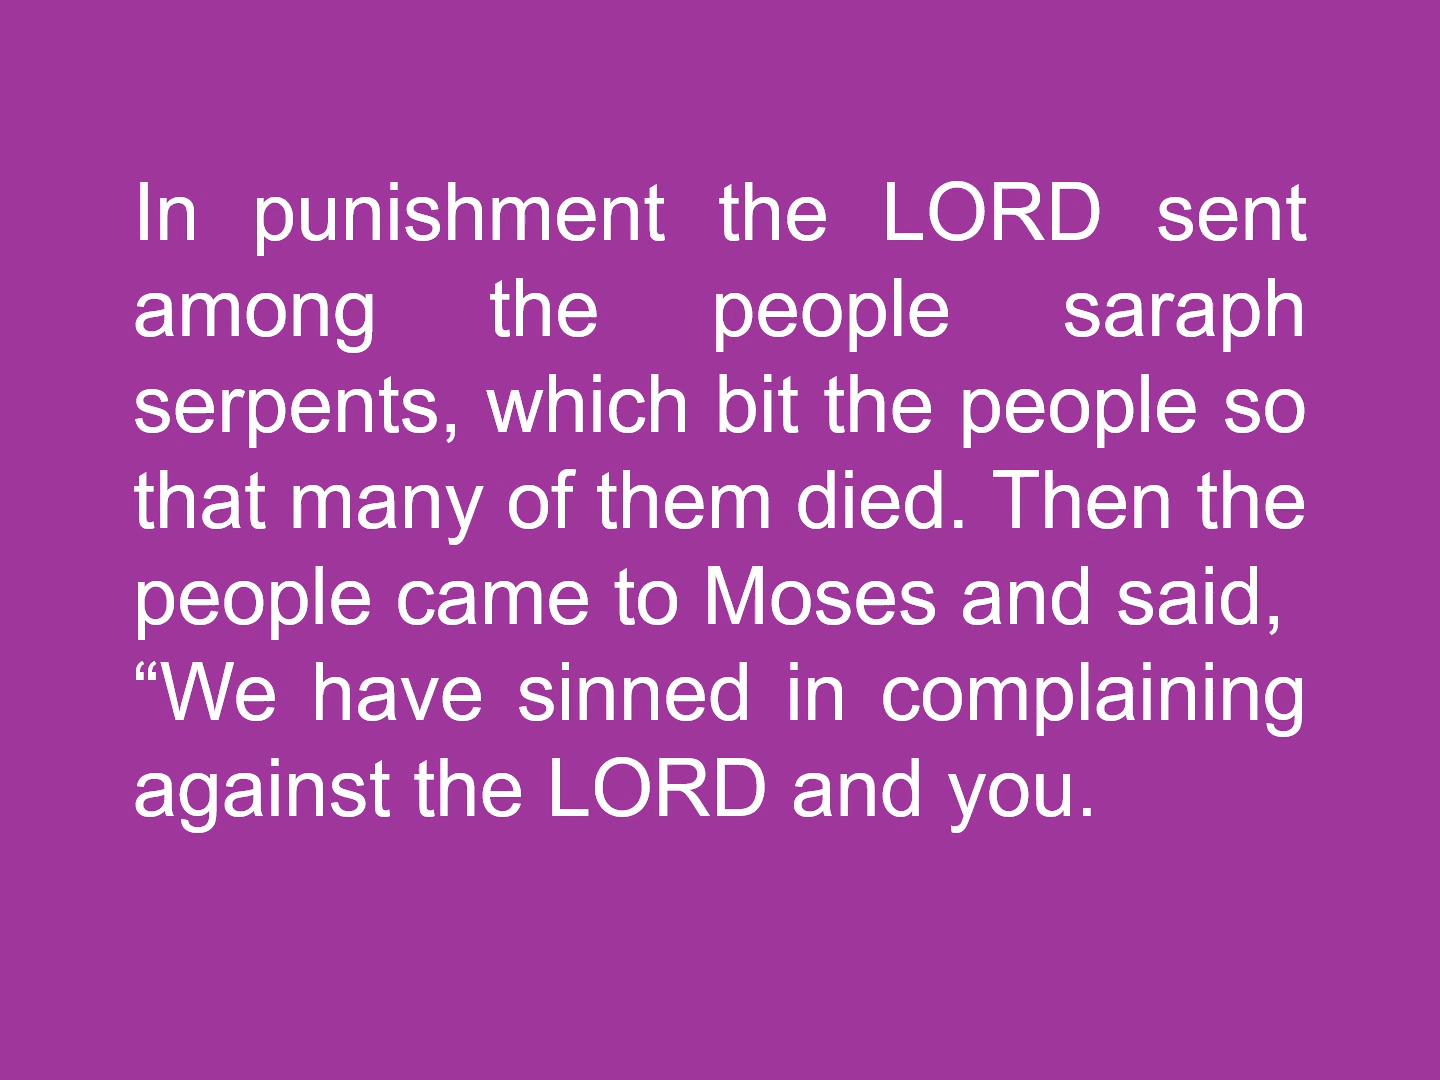 In punishment the LORD sent
among the people saraph
serpents, which bit the people so
that many of them died. Then the
people came to Moses and said,
“We have sinned in complaining
against the LORD and you.